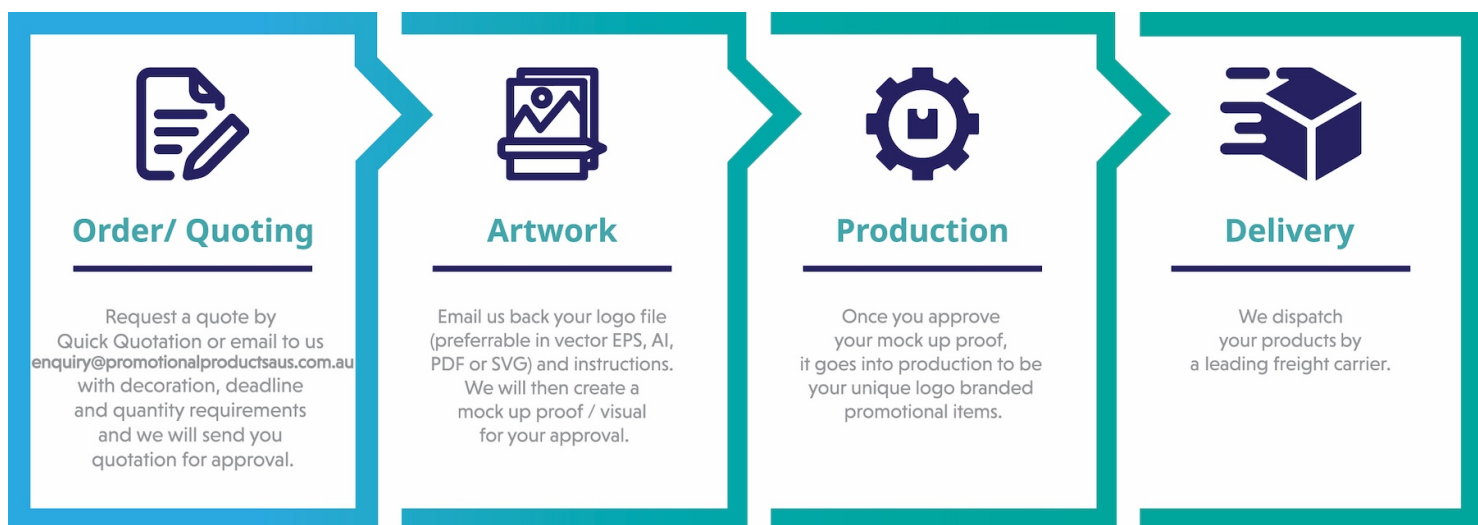 Order/ Quoting
Request a quote by
Quick Quotation or email to us
enquiry@promotionalproductsaus.com.au
with decoration, deadline
and quantity requirements
and we will send you
quotation for approval.
Artwork
Email us back your logo file
(preferrable in vector EPS, AI,
PDF or SVG) and instructions.
We will then create a
mock up proof / visual
for your approval.
Production
Once you approve
your mock up proof,
it goes into production to be
your unique logo branded
promotional items.
Delivery
We dispatch
your products by
a leading freight carrier.